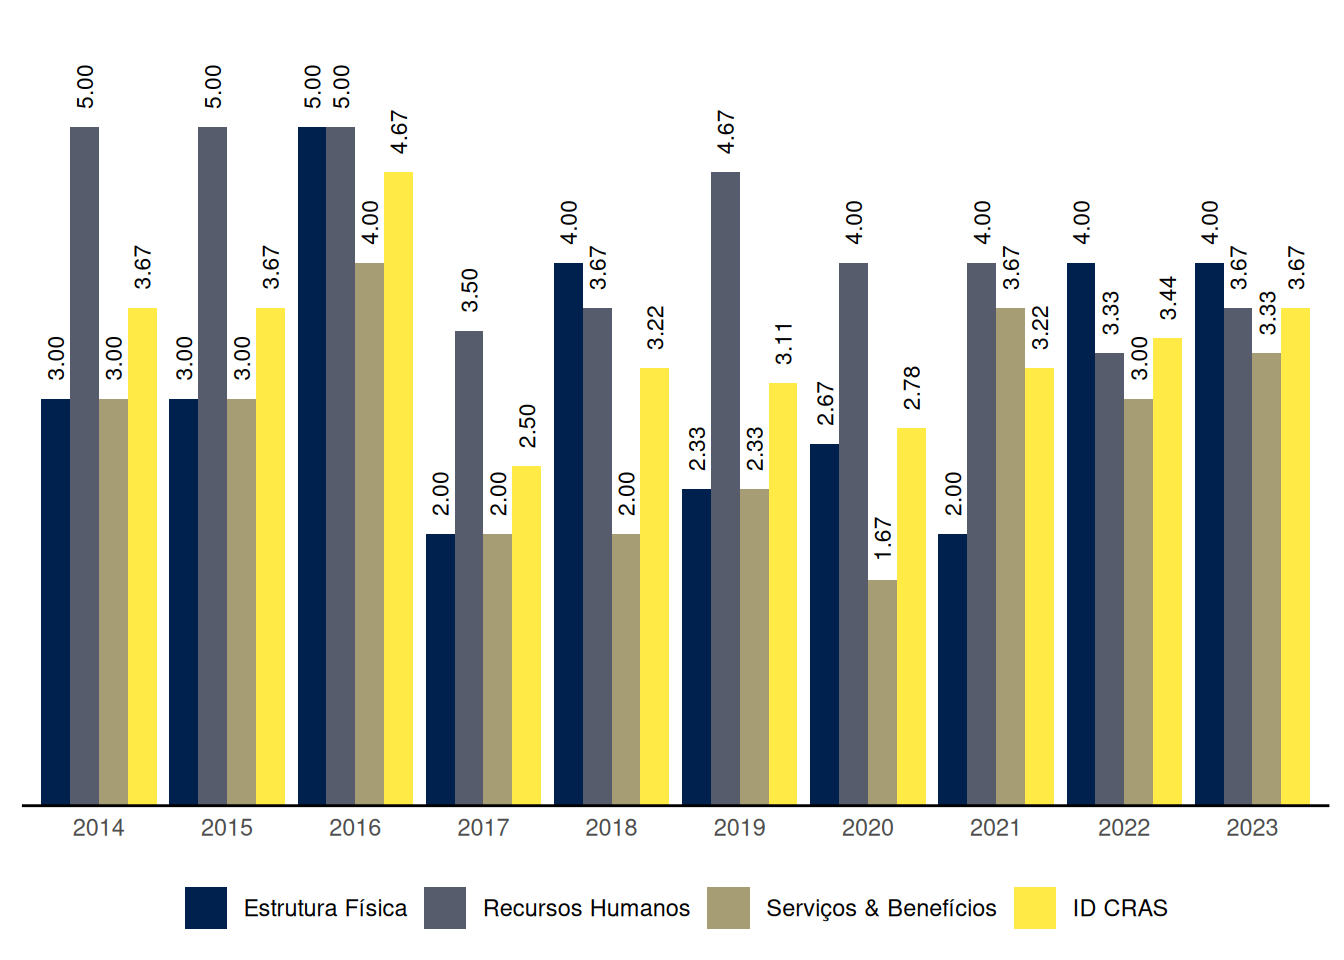 3.00 5.00 3.00 3.67
3.00 5.00 3.00 3.67
5.00 5.00 4.00 4.67
2.00 3.50 2.00 2.50
4.00 3.67 2.00 3.22
2.33 4.67 2.33 3.11
2.67 4.00 1.67 2.78
2.00 4.00 3.67 3.22
4.00 3.33 3.00 3.44
4.00 3.67 3.33 3.67
2014 2015 2016 2017 2018 2019 2020 2021 2022 2023
Estrutura Física Recursos Humanos Serviços & Benefícios ID CRAS